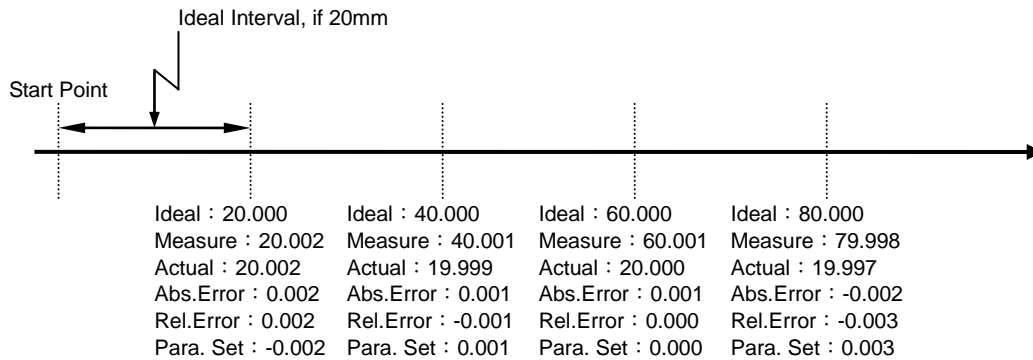 Ideal Interval, if 20mm
Start Point
Ideal：20.000 Ideal：40.000 Ideal：60.000 Ideal：80.000
Measure：20.002 Measure：40.001 Measure：60.001 Measure：79.998
Actual：20.002 Actual：19.999 Actual：20.000 Actual：19.997
Abs.Error：0.002 Abs.Error：0.001 Abs.Error：0.001 Abs.Error：-0.002
Rel.Error：0.002 Rel.Error：-0.001 Rel.Error：0.000 Rel.Error：-0.003
Para. Set：-0.002 Para. Set：0.001 Para. Set：0.000 Para. Set：0.003